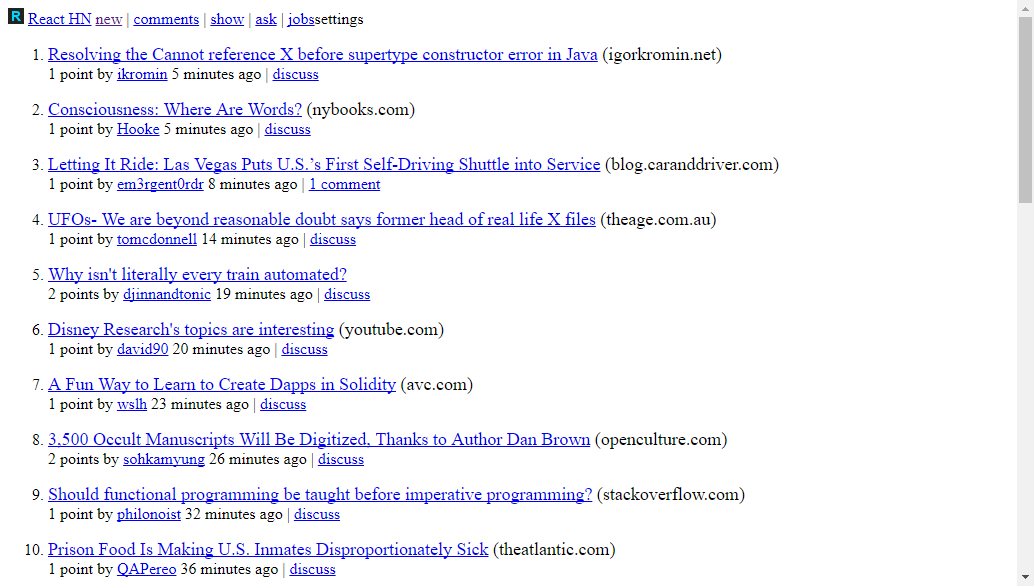 R React HN new | comments | show | ask | jobssettings
1. Resolving the Cannot reference X before supertype constructor error in Java (igorkromin.net)
1 point by ikromin 5 minutes ago | discuss
2. Consciousness: Where Are Words? (nybooks.com)
1 point by Hooke 5 minutes ago | discuss
3. Letting It Ride: Las Vegas Puts U.S.’s First Self-Driving Shuttle into Service (blog.caranddriver.com)
1 point by em3rgent0rdr 8 minutes ago | 1 comment
4. UFOs- We are beyond reasonable doubt says former head of real life X files (theage.com.au)
1 point by tomcdonnell 14 minutes ago | discuss
5. Why isn't literally every train automated?
2 points by djinnandtonic 19 minutes ago | discuss
6. Disney Research's topics are interesting (youtube.com)
1 point by david90 20 minutes ago | discuss
7. A Fun Way to Learn to Create Dapps in Solidity (avc.com)
1 point by wslh 23 minutes ago | discuss
8. 3,500 Occult Manuscripts Will Be Digitized, Thanks to Author Dan Brown (openculture.com)
2 points by sohkamyung 26 minutes ago | discuss
9. Should functional programming be taught before imperative programming? (stackoverflow.com)
1 point by philonoist 32 minutes ago | discuss
10. Prison Food Is Making U.S. Inmates Disproportionately Sick (theatlantic.com)
1 point by QAPereo 36 minutes ago | discuss